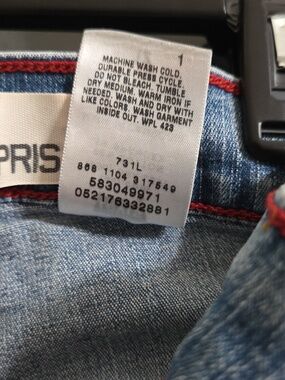 1
MACHINE WASH COLD.
DURABLE PRESS CYCLE.
DO NOT BLEACH. TUMBLE
DRY MEDIUM. WARM IRON IF
NEEDED. WASH AND DRY WITH
LIKE COLORS. WASH GARMENT
INSIDE OUT. WPL 423
PRIS
731L
868 1104 317549
583049971
052176332881